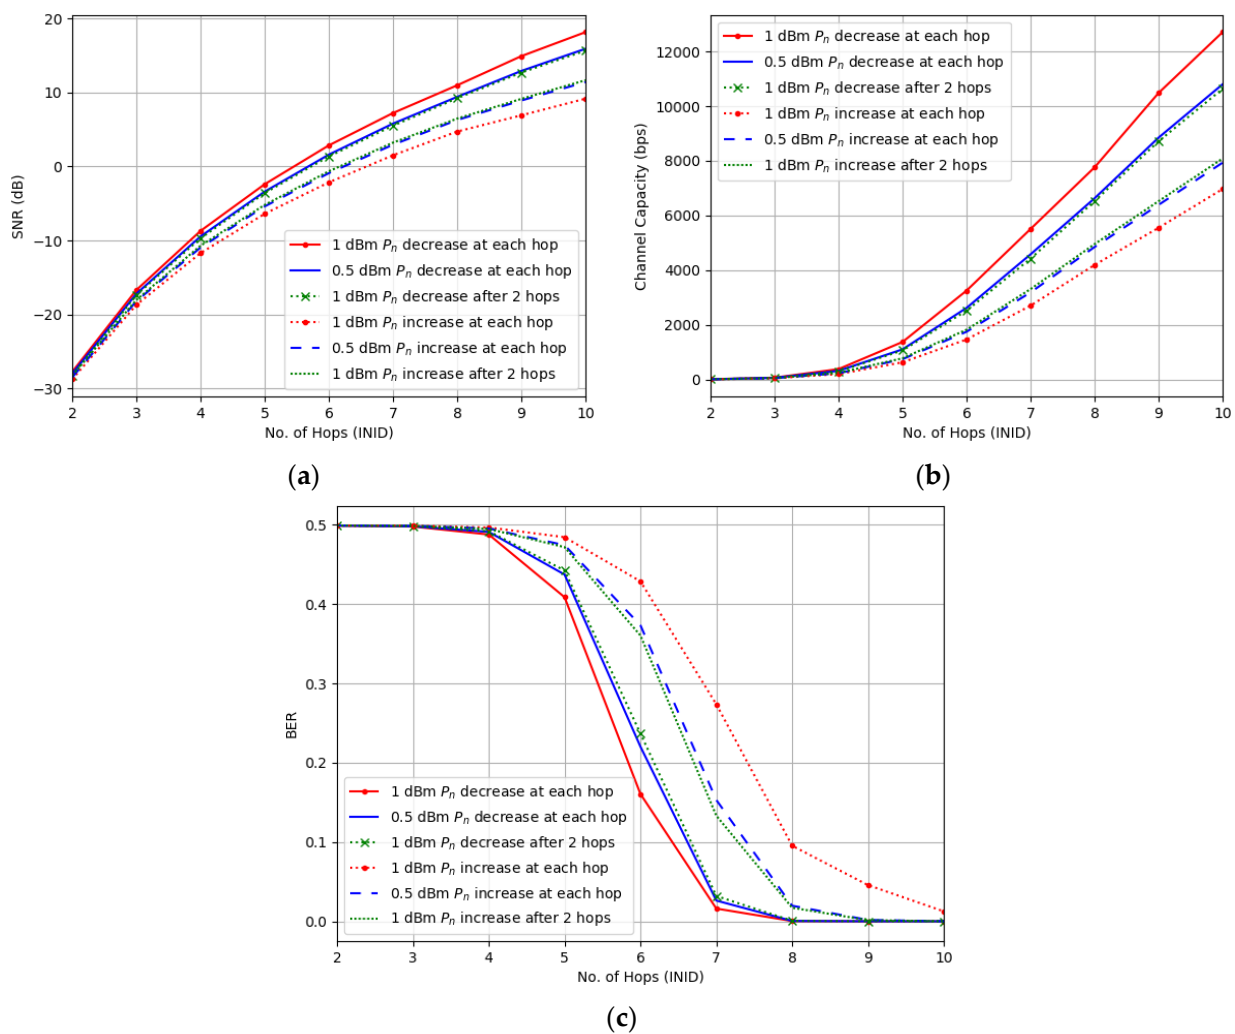 20
10
0
−10
−20
−30
SNR (dB)
1 dBm Pn decrease at each hop
0.5 dBm Pn decrease at each hop
1 dBm Pn decrease after 2 hops
1 dBm Pn increase at each hop
0.5 dBm Pn increase at each hop
1 dBm Pn increase after 2 hops
2 3 4 5 6 7 8 9 10
No. of Hops (INID)
(a)
12000
10000
8000
6000
4000
2000
0
Channel Capacity (bps)
1 dBm Pn decrease at each hop
0.5 dBm Pn decrease at each hop
1 dBm Pn decrease after 2 hops
1 dBm Pn increase at each hop
0.5 dBm Pn increase at each hop
1 dBm Pn increase after 2 hops
2 3 4 5 6 7 8 9 10
No. of Hops (INID)
(b)
0.5
0.4
0.3
0.2
0.1
0.0
BER
1 dBm Pn decrease at each hop
0.5 dBm Pn decrease at each hop
1 dBm Pn decrease after 2 hops
1 dBm Pn increase at each hop
0.5 dBm Pn increase at each hop
1 dBm Pn increase after 2 hops
2 3 4 5 6 7 8 9 10
No. of Hops (INID)
(c)